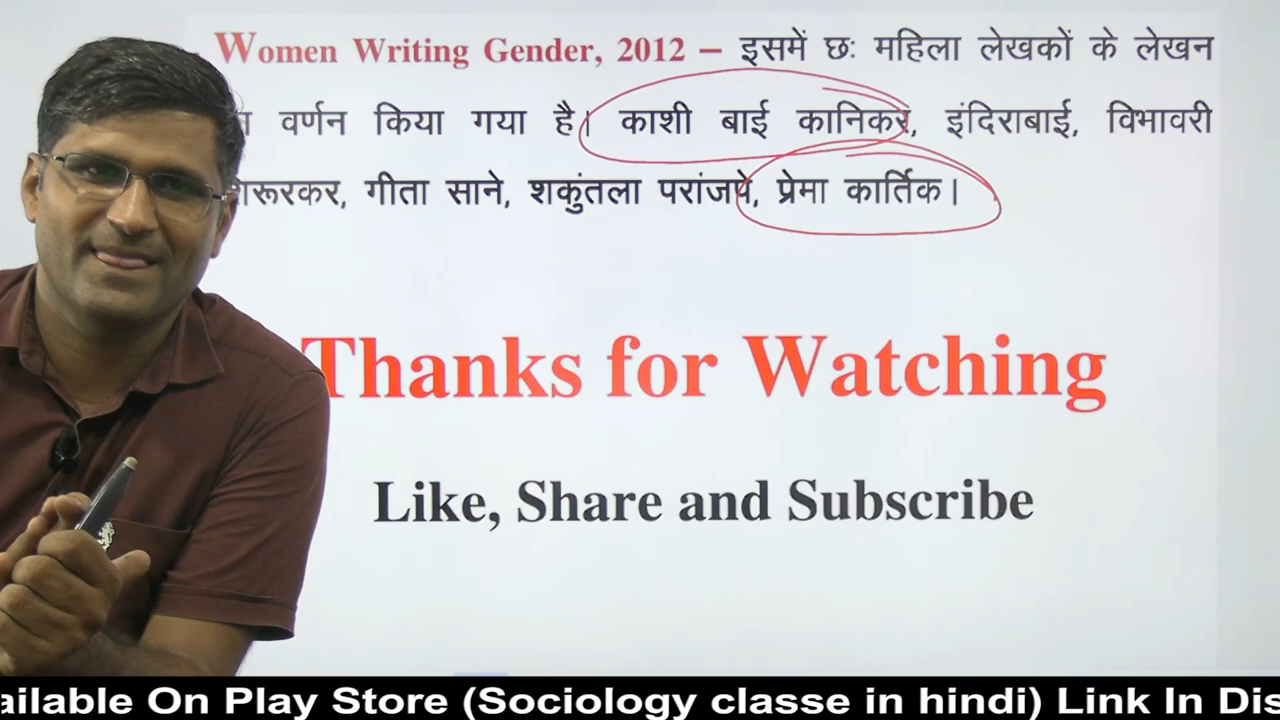 Women Writing Gender, 2012 – इसमें छः महिला लेखकों के लेखन
वर्णन किया गया है। काशी बाई कानिकर, इंदिराबाई, विभावरी
गीता साने, शकुंतला परांजपे, प्रेमा कार्तिक।
Thanks for Watching
Like, Share and Subscribe
ailable On Play Store (Sociology classe in hindi) Link In Dis